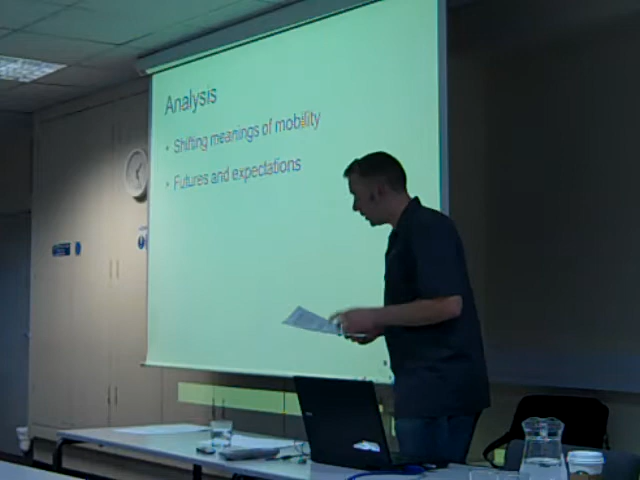 Analysis
• Shifting meanings of mobility
• Futures and expectations